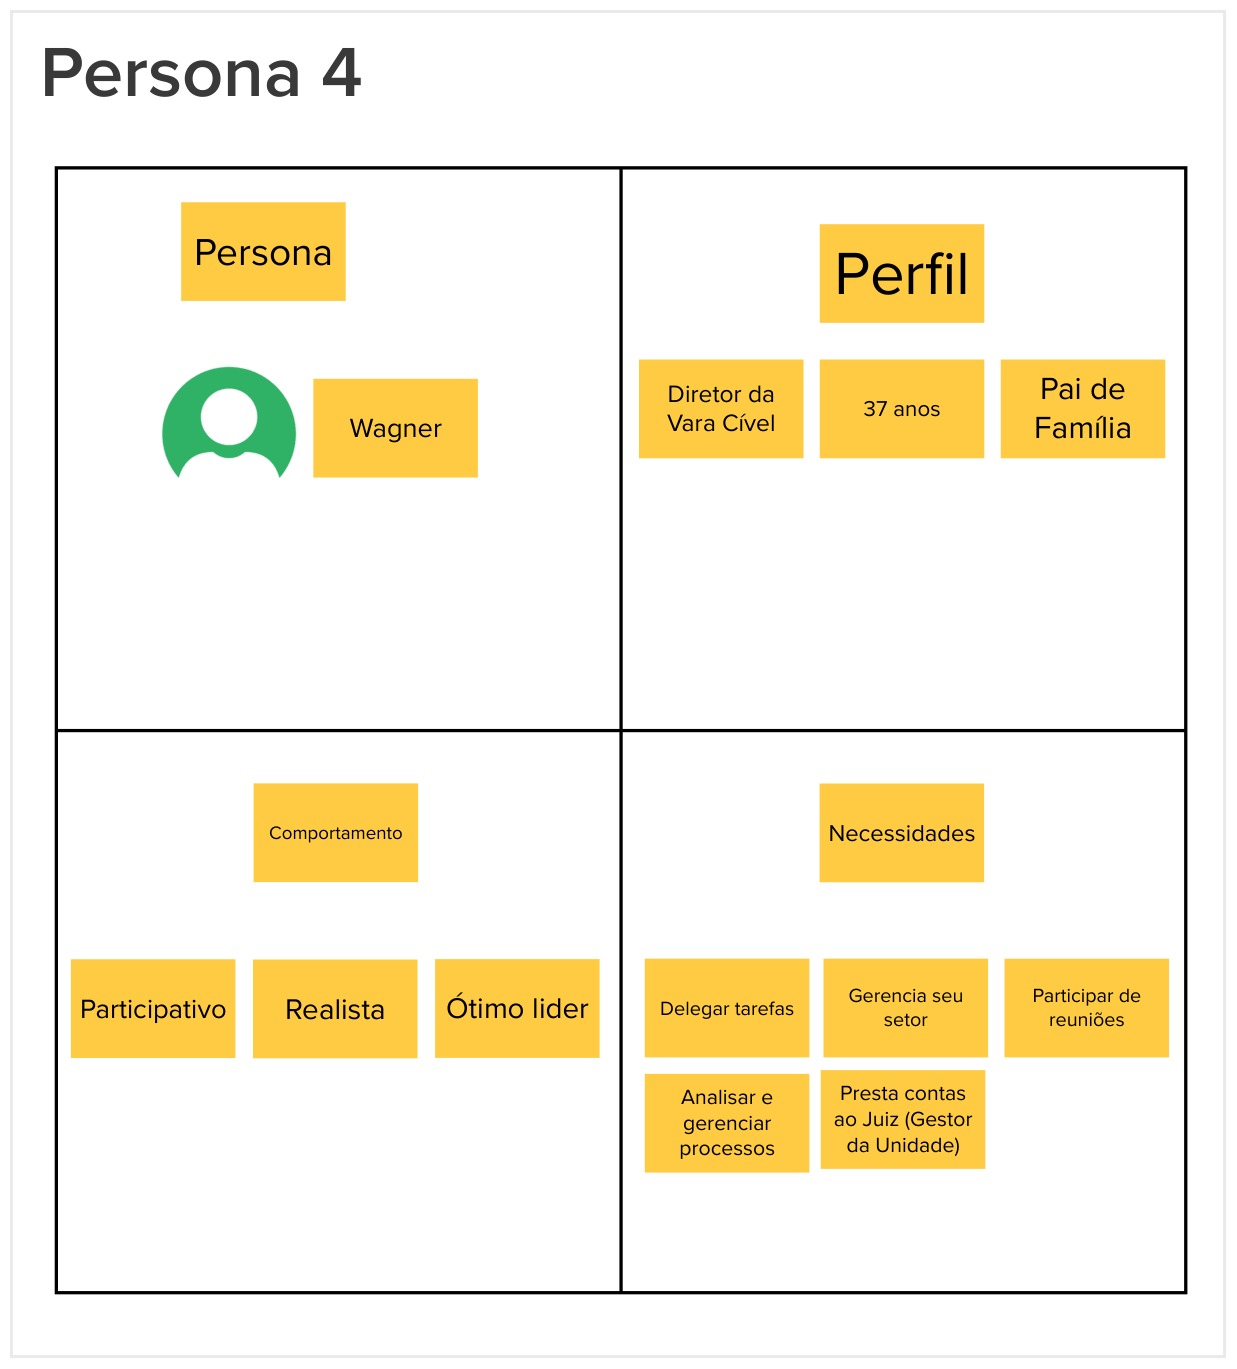 Persona 4
Persona
Wagner
Perfil
Diretor da
Vara Cível
37 anos
Pai de
Família
Comportamento
Participativo
Realista
Ótimo lider
Necessidades
Delegar tarefas
Gerencia seu
setor
Participar de
reuniões
Analisar e
gerenciar
processos
Presta contas
ao Juiz (Gestor
da Unidade)